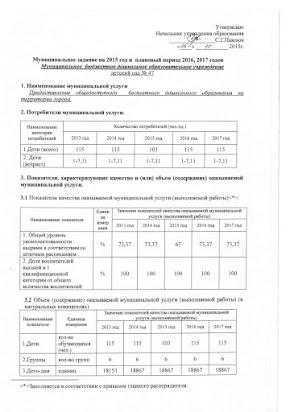 Утверждаю
Начальник управления образования
С.Г.Павлюк
2015г.
Муниципальное задание на 2015 год и плановый период 2016, 2017 годов
Муниципальное бюджетное дошкольное образовательное учреждение
детский сад № 47
1. Наименование муниципальной услуги
Предоставление общедоступного бесплатного дошкольного образования на
территории города.
2. Потребители муниципальной услуги.
Наименование категории потребителей
Количество потребителей (чел./ед.)
2013 год 2014 год 2015 год 2016 год 2017 год
1 Дети (всего) 115 115 103 115 115
2. Дети (возраст) 1-7,11 1-7,11 1-7,11 1-7,11 1-7,11
3. Показатели, характеризующие качество и (или) объем (содержание) оказываемой
муниципальной услуги.
3.1 Показатели качества оказываемой муниципальной услуги (выполняемой работы)<*>:
Наименование показателя
Единица измерения
Значения показателей качества оказываемой муниципальной услуги (выполняемой работы)
2013 год 2014 год 2015 год 2016 год 2017 год
1. Общий уровень укомплектованности кадрами в соответствии со штатным расписанием % 73,37 73,37 67 73,37 73,37
2. Доля воспитателей высшей и 1 квалификационной категории от общего количества воспитателей % 100 100 100 100 100
3.2 Объем (содержание) оказываемой муниципальной услуги (выполняемой работы) (в
натуральных показателях)
Наименование показателя
Единица измерения
Значение показателей объема оказываемой муниципальной услуги (выполняемой работы)
2013 год 2014 год 2015 год 2016 год 2017 год
1.Дети кол-во обучающихся (чел.) 115 115 103 115 115
2.Группы кол-во групп 6 6 6 6 6
3.Дето-дни единиц 18153 18867 18867 18867 18867
<*>Заполняется в соответствии с приказом главного распорядителя.